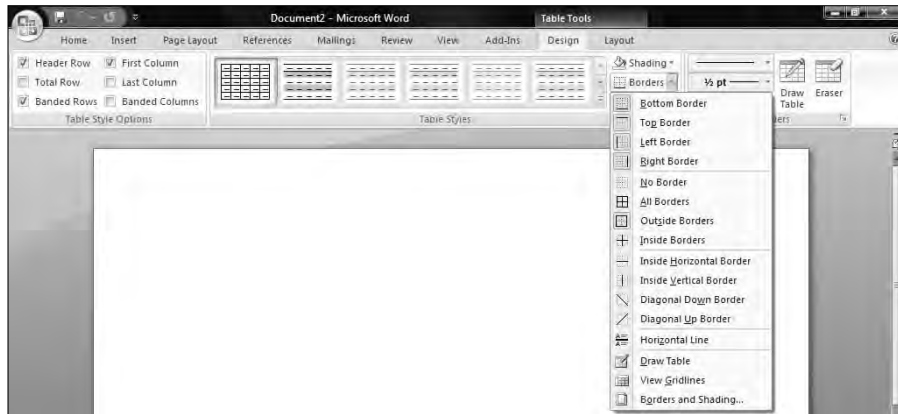 Document2 - Microsoft Word Table Tools
Home Insert Page Layout References Mailings Review View Add-Ins Design Layout
Header Row First Column
Total Row Last Column
Banded Rows Banded Columns
Table Style Options
Table Styles
Shading
Borders
½ pt
Draw Table
Eraser
Bottom Border
Top Border
Left Border
Right Border
No Border
All Borders
Outside Borders
Inside Borders
Inside Horizontal Border
Inside Vertical Border
Diagonal Down Border
Diagonal Up Border
Horizontal Line
Draw Table
View Gridlines
Borders and Shading...